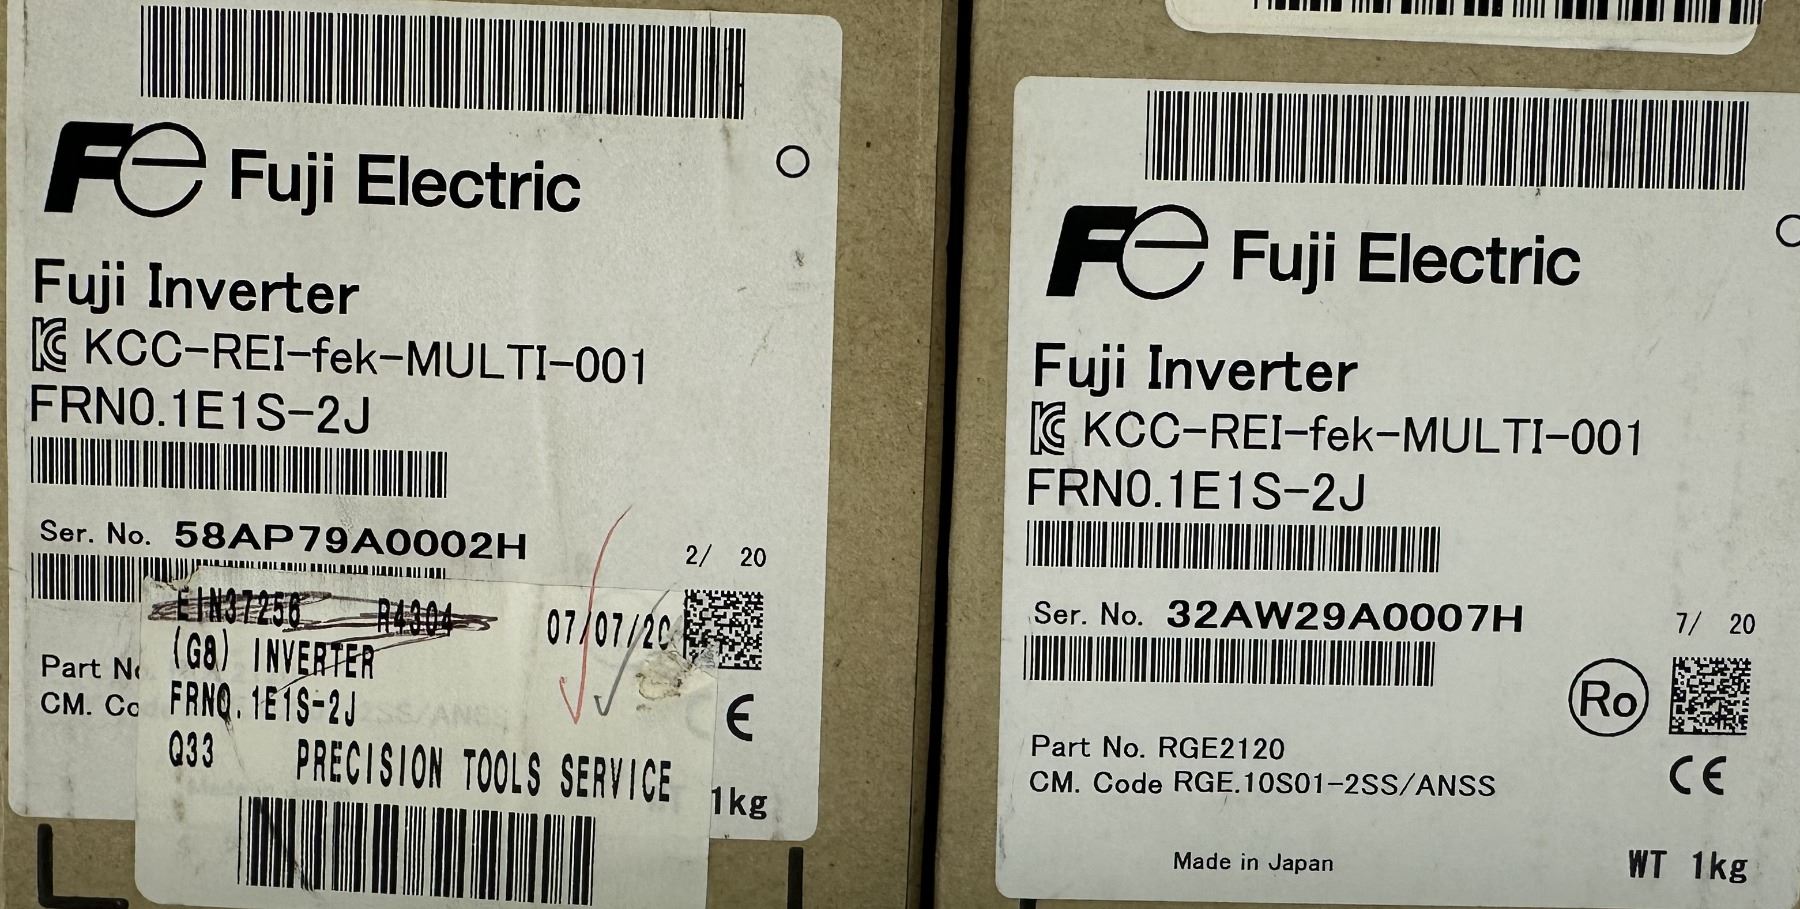 Fe Fuji Electric
Fuji Inverter
KCC-REI-fek-MULTI-001
FRN0.1E1S-2J
Ser. No. 58AP79A0002H
2/ 20
EIN37256 R4304 07/07/20
(G8) INVERTER
Part No
FRN0.1E1S-2J
CM. Co
CE
Q33 PRECISION TOOLS SERVICE
1kg
Fe Fuji Electric
Fuji Inverter
KCC-REI-fek-MULTI-001
FRN0.1E1S-2J
Ser. No. 32AW29A0007H
7/ 20
Ro
Part No. RGE2120
CM. Code RGE.10S01-2SS/ANSS
CE
Made in Japan
WT 1kg